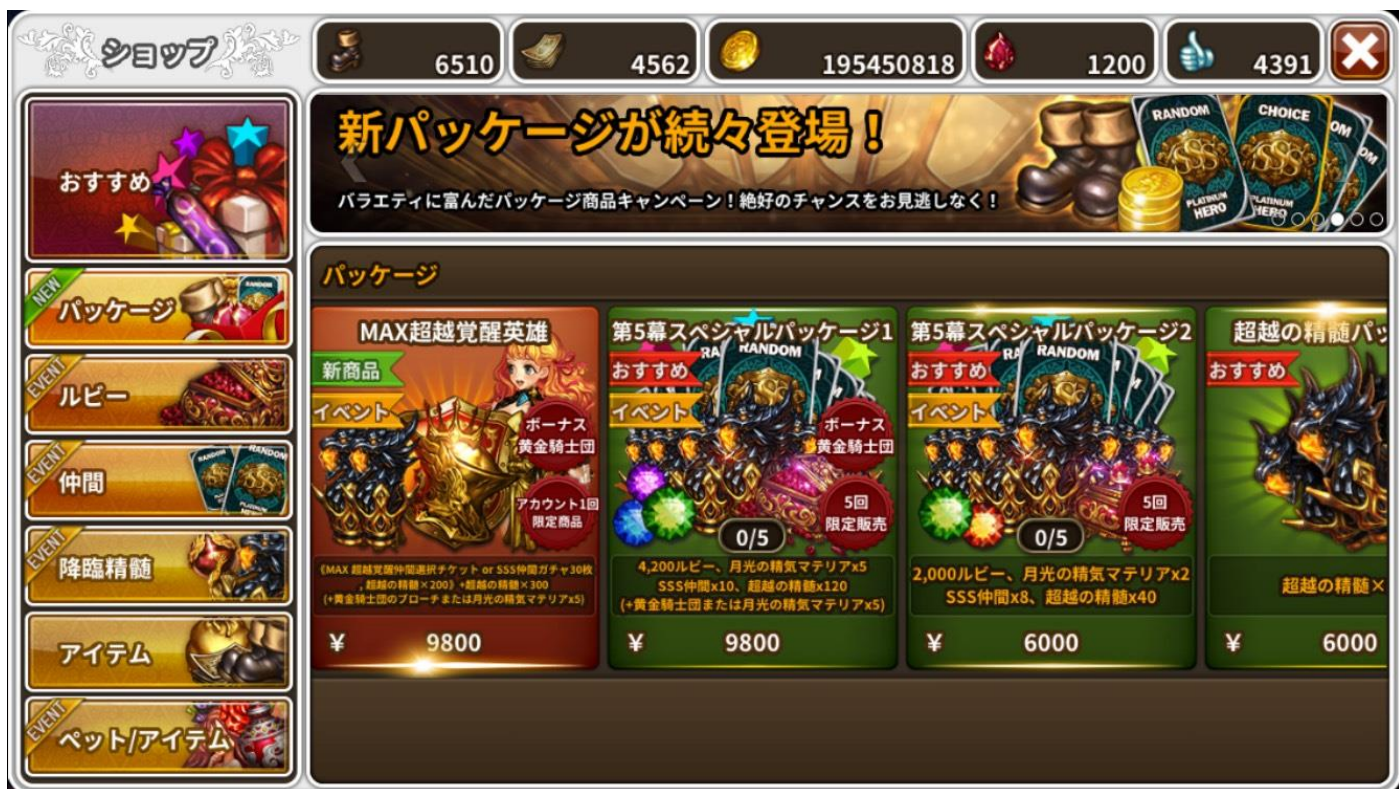 ショップ
6510
4562
195450818
1200
4391
新パッケージが続々登場！
バラエティに富んだパッケージ商品キャンペーン！絶好のチャンスをお見逃しなく！
RANDOM
PLATINUM
HERO
CHOICE
PLATINUM
HERO
おすすめ
NEW
パッケージ
EVENT
ルビー
EVENT
仲間
EVENT
降臨精髄
アイテム
EVENT
ペット/アイテム
パッケージ
MAX超越覚醒英雄
新商品
イベント
ボーナス
黄金騎士団
アカウント1回
限定商品
《MAX 超越覚醒仲間選択チケット or SSS仲間ガチャ30枚
, 超越の精髄×200》+超越の精髄×300
(+黄金騎士団のブローチまたは月光の精気マテリアx5)
¥ 9800
第5幕スペシャルパッケージ1
おすすめ
RANDOM
イベント
ボーナス
黄金騎士団
5回
限定販売
0/5
4,200ルビー、月光の精気マテリアx5
SSS仲間x10、超越の精髄x120
(+黄金騎士団または月光の精気マテリアx5)
¥ 9800
第5幕スペシャルパッケージ2
おすすめ
RANDOM
イベント
5回
限定販売
0/5
2,000ルビー、月光の精気マテリアx2
SSS仲間x8、超越の精髄x40
¥ 6000
超越の精髄パッ
おすすめ
超越の精髄×
¥ 6000